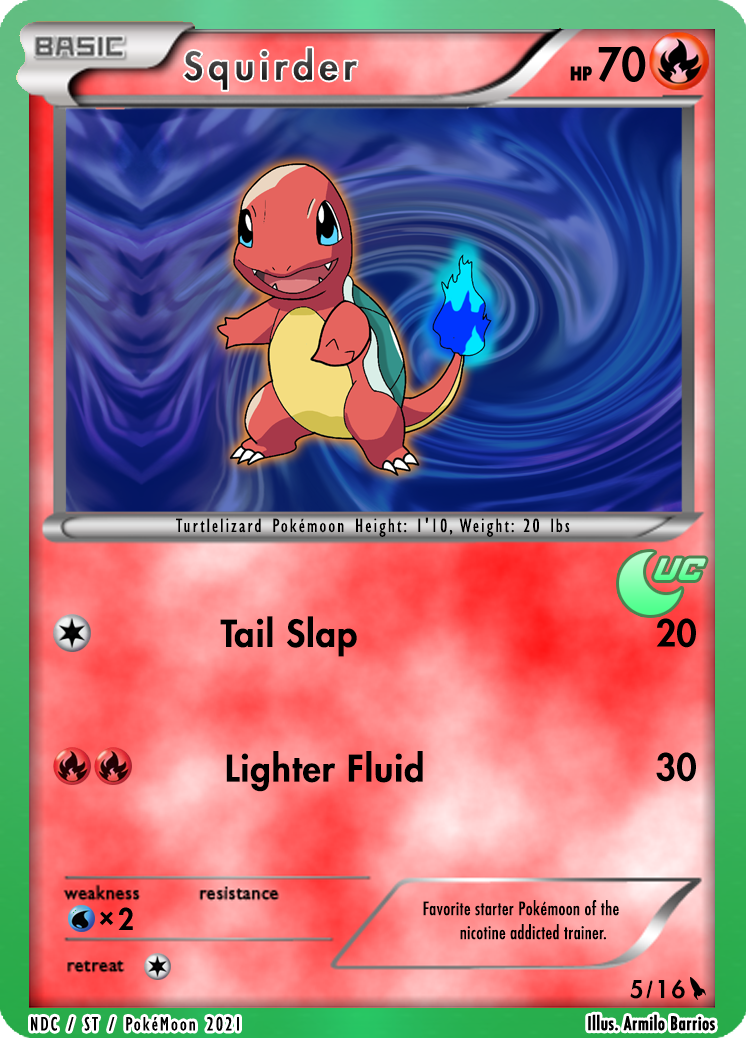 BASIC
Squirder
HP 70
Turtlelizard Pokémoon Height: 1'10, Weight: 20 lbs
UC
Tail Slap 20
Lighter Fluid 30
weakness resistance
×2
Favorite starter Pokémoon of the
nicotine addicted trainer.
retreat
5/16
NDC / ST / PokéMoon 2021
Illus. Armilo Barrios